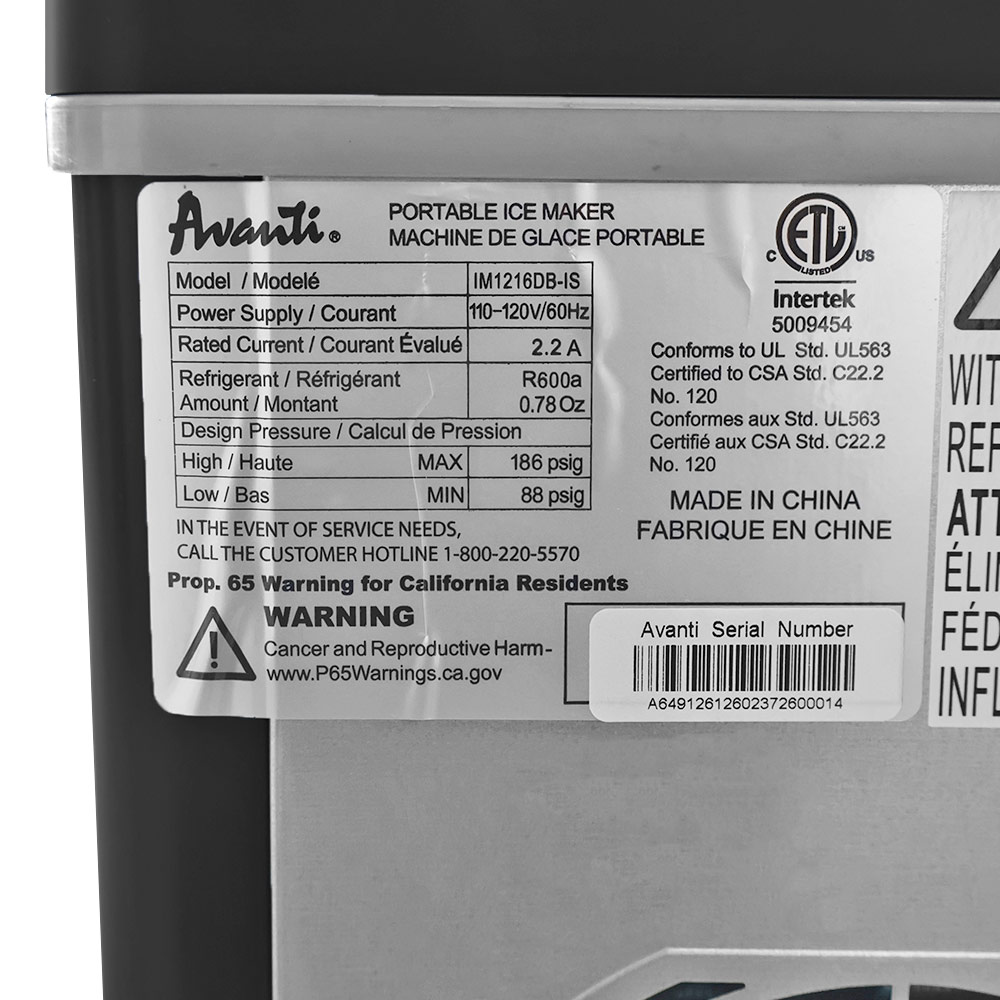 Avanti®
PORTABLE ICE MAKER
MACHINE DE GLACE PORTABLE
Model / Modelé IM1216DB-IS
Power Supply / Courant 110-120V/60Hz
Rated Current / Courant Évalué 2.2 A
Refrigerant / Réfrigérant R600a
Amount / Montant 0.78 Oz
Design Pressure / Calcul de Pression
High / Haute MAX 186 psig
Low / Bas MIN 88 psig
IN THE EVENT OF SERVICE NEEDS,
CALL THE CUSTOMER HOTLINE 1-800-220-5570
Prop. 65 Warning for California Residents
WARNING
Cancer and Reproductive Harm-
www.P65Warnings.ca.gov
C ETL CM US
LISTED
Intertek
5009454
Conforms to UL Std. UL563
Certified to CSA Std. C22.2
No. 120
Conformes aux Std. UL563
Certifié aux CSA Std. C22.2
No. 120
MADE IN CHINA
FABRIQUE EN CHINE
Avanti Serial Number
A64912612602372600014
WIT
REF
ATT
ÉLIN
FÉD
INFL